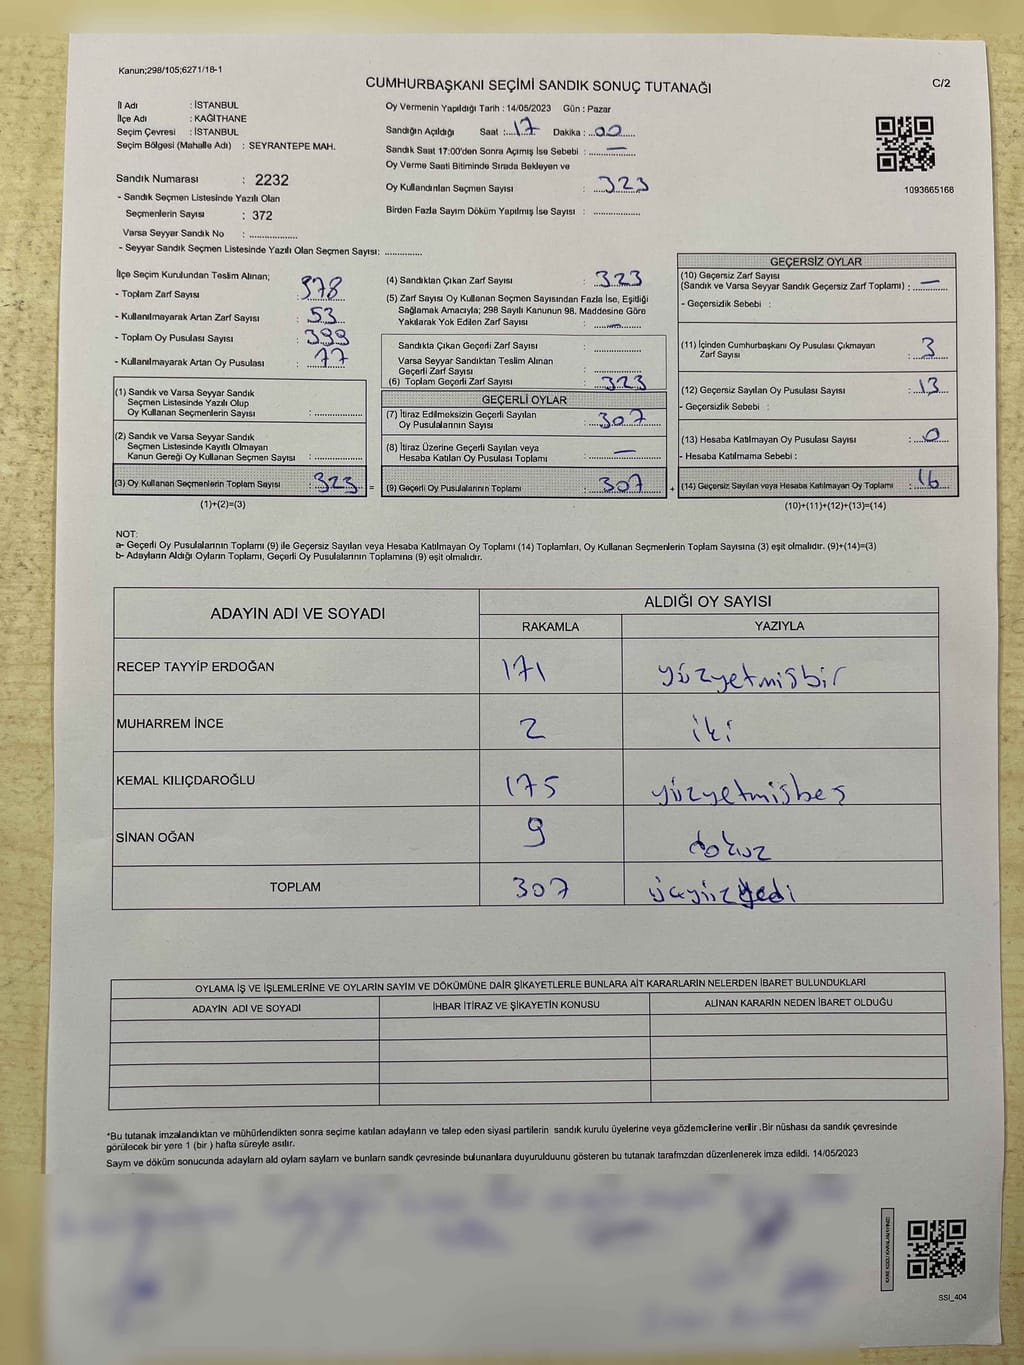 Kanun;298/105;6271/18-1
CUMHURBAŞKANI SEÇİMİ SANDIK SONUÇ TUTANAĞI
C/2
İl Adı : İSTANBUL
İlçe Adı : KAĞITHANE
Seçim Çevresi : İSTANBUL
Seçim Bölgesi (Mahalle Adı) : SEYRANTEPE MAH.
Sandık Numarası : 2232
- Sandık Seçmen Listesinde Yazılı Olan
Seçmenlerin Sayısı : 372
Varsa Seyyar Sandık No : ..................
- Seyyar Sandık Seçmen Listesinde Yazılı Olan Seçmen Sayısı: ..............
Oy Vermenin Yapıldığı Tarih : 14/05/2023 Gün : Pazar
Sandığın Açıldığı Saat : 17 Dakika : 00
Sandık Saat 17:00'den Sonra Açımış İse Sebebi : —
Oy Verme Saati Bitiminde Sırada Bekleyen ve
Oy Kullandırılan Seçmen Sayısı : 323
Birden Fazla Sayım Döküm Yapılmış İse Sayısı : ..................
1093665166
İlçe Seçim Kurulundan Teslim Alınan;
- Toplam Zarf Sayısı : 378
- Kullanılmayarak Artan Zarf Sayısı : 53
- Toplam Oy Pusulası Sayısı : 399
- Kullanılmayarak Artan Oy Pusulası : 77
(1) Sandık ve Varsa Seyyar Sandık
Seçmen Listesinde Yazılı Olup
Oy Kullanan Seçmenlerin Sayısı : ..................
(2) Sandık ve Varsa Seyyar Sandık
Seçmen Listesinde Kayıtlı Olmayan
Kanun Gereği Oy Kullanan Seçmen Sayısı : ..................
(3) Oy Kullanan Seçmenlerin Toplam Sayısı : 323 =
(1)+(2)=(3)
(4) Sandıktan Çıkan Zarf Sayısı : 323
(5) Zarf Sayısı Oy Kullanan Seçmen Sayısından Fazla İse, Eşitliği
Sağlamak Amacıyla; 298 Sayılı Kanunun 98. Maddesine Göre
Yakılarak Yok Edilen Zarf Sayısı : —
Sandıkta Çıkan Geçerli Zarf Sayısı : ..................
Varsa Seyyar Sandıktan Teslim Alınan
Geçerli Zarf Sayısı : ..................
(6) Toplam Geçerli Zarf Sayısı : 323
GEÇERLİ OYLAR
(7) İtiraz Edilmeksizin Geçerli Sayılan
Oy Pusulalarının Sayısı : 307
(8) İtiraz Üzerine Geçerli Sayılan veya
Hesaba Katılan Oy Pusulası Toplamı : —
(9) Geçerli Oy Pusulalarının Toplamı : 307 +
GEÇERSİZ OYLAR
(10) Geçersiz Zarf Sayısı
(Sandık ve Varsa Seyyar Sandık Geçersiz Zarf Toplamı) : —
- Geçersizlik Sebebi :
(11) İçinden Cumhurbaşkanı Oy Pusulası Çıkmayan
Zarf Sayısı : 3
(12) Geçersiz Sayılan Oy Pusulası Sayısı : 13
- Geçersizlik Sebebi :
(13) Hesaba Katılmayan Oy Pusulası Sayısı : 0
- Hesaba Katılmama Sebebi :
(14) Geçersiz Sayılan veya Hesaba Katılmayan Oy Toplamı : 16
(10)+(11)+(12)+(13)=(14)
NOT:
a- Geçerli Oy Pusulalarının Toplamı (9) ile Geçersiz Sayılan veya Hesaba Katılmayan Oy Toplamı (14) Toplamları, Oy Kullanan Seçmenlerin Toplam Sayısına (3) eşit olmalıdır. (9)+(14)=(3)
b- Adayların Aldığı Oyların Toplamı, Geçerli Oy Pusulalarının Toplamına (9) eşit olmalıdır.
ADAYIN ADI VE SOYADI
ALDIĞI OY SAYISI
RAKAMLA YAZIYLA
RECEP TAYYİP ERDOĞAN 171 yüzyetmişbir
MUHARREM İNCE 2 iki
KEMAL KILIÇDAROĞLU 175 yüzyetmişbeş
SİNAN OĞAN 9 dokuz
TOPLAM 307 üçyüzyedi
OYLAMA İŞ VE İŞLEMLERİNE VE OYLARIN SAYIM VE DÖKÜMÜNE DAİR ŞİKAYETLERLE BUNLARA AİT KARARLARIN NELERDEN İBARET BULUNDUKLARI
ADAYIN ADI VE SOYADI İHBAR İTİRAZ VE ŞİKAYETİN KONUSU ALINAN KARARIN NEDEN İBARET OLDUĞU
*Bu tutanak imzalandıktan ve mühürlendikten sonra seçime katılan adayların ve talep eden siyasi partilerin sandık kurulu üyelerine veya gözlemcilerine verilir .Bir nüshası da sandık çevresinde
görülecek bir yere 1 (bir ) hafta süreyle asılır.
Sayım ve döküm sonucunda adayların ald oyların sayların ve bunların sandk çevresinde bulunanlara duyurulduunu gösteren bu tutanak tarafmızdan düzenlenerek imza edildi. 14/05/2023
SSI_404